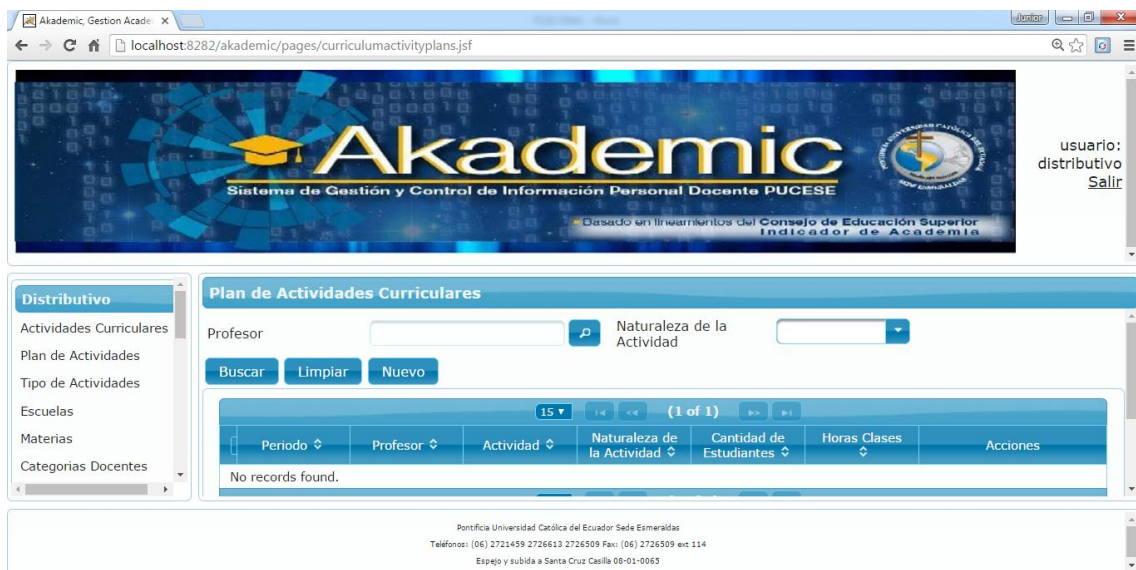 Akademic, Gestion Acade
Junior
localhost:8282/akademic/pages/curriculumactivityplans.jsf
Akademic
Sistema de Gestión y Control de Información Personal Docente PUCESE
Basado en lineamientos del Consejo de Educación Superior
Indicador de Academia
usuario:
distributivo
Salir
Distributivo
Actividades Curriculares
Plan de Actividades
Tipo de Actividades
Escuelas
Materias
Categorias Docentes
Plan de Actividades Curriculares
Profesor
Naturaleza de la
Actividad
Buscar Limpiar Nuevo
15 (1 of 1)
Periodo Profesor Actividad Naturaleza de la Actividad Cantidad de Estudiantes Horas Clases Acciones
No records found.
Pontificia Universidad Católica del Ecuador Sede Esmeraldas
Teléfonos: (06) 2721459 2726613 2726509 Fax: (06) 2726509 ext 114
Espejo y subida a Santa Cruz Casilla 08-01-0065